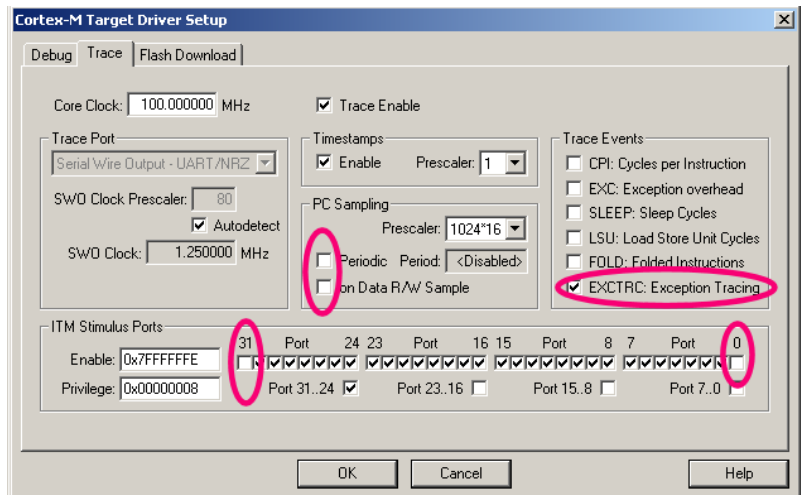 Cortex-M Target Driver Setup
Debug Trace Flash Download
Core Clock: 100.000000 MHz Trace Enable
Trace Port Timestamps Trace Events
Serial Wire Output - UART/NRZ Enable Prescaler: 1 CPI: Cycles per Instruction
EXC: Exception overhead
SWO Clock Prescaler: 80 PC Sampling SLEEP: Sleep Cycles
Autodetect Prescaler: 1024*16 LSU: Load Store Unit Cycles
SWO Clock: 1.250000 MHz Periodic Period: <Disabled> FOLD: Folded Instructions
on Data R/W Sample EXCTRC: Exception Tracing
ITM Stimulus Ports
31 Port 24 23 Port 16 15 Port 8 7 Port 0
Enable: 0x7FFFFFFE
Privilege: 0x00000008 Port 31..24 Port 23..16 Port 15..8 Port 7..0
OK Cancel Help